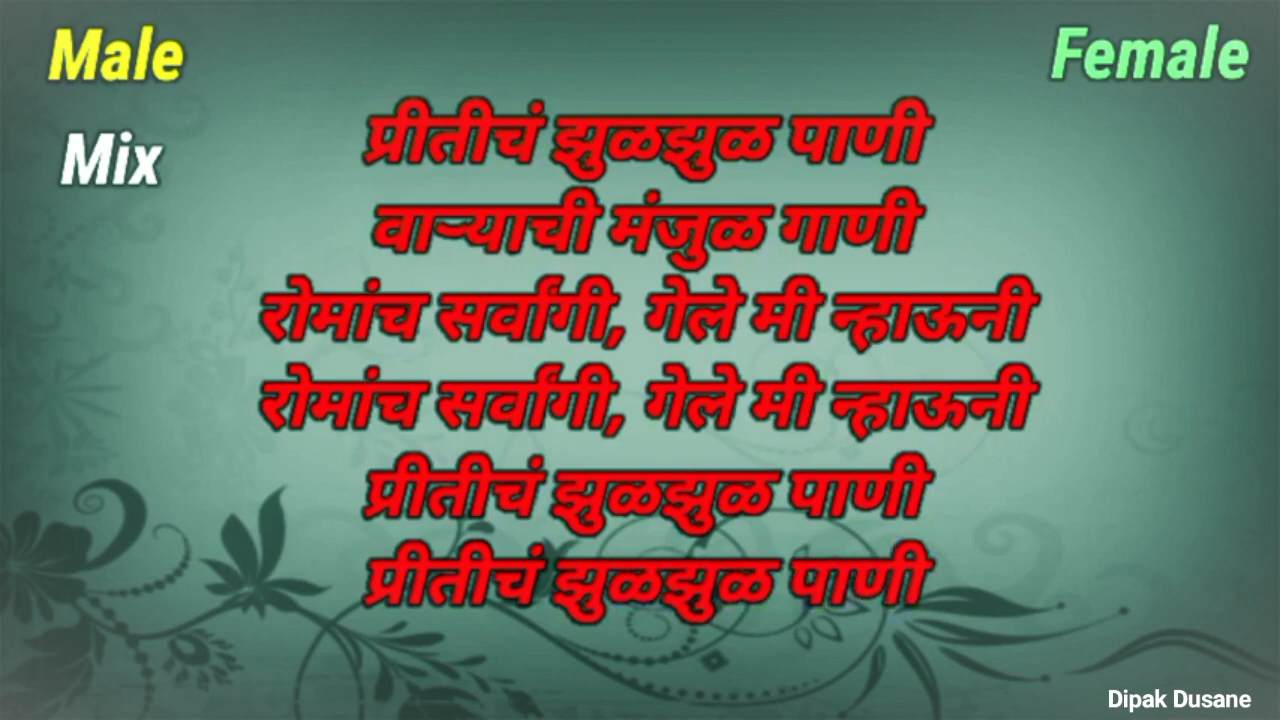 Male
Female
Mix
प्रीतीचं झुळझुळ पाणी
वाऱ्याची मंजुळ गाणी
रोमांच सर्वांगी, गेले मी न्हाऊनी
रोमांच सर्वांगी, गेले मी न्हाऊनी
प्रीतीचं झुळझुळ पाणी
प्रीतीचं झुळझुळ पाणी
Dipak Dusane